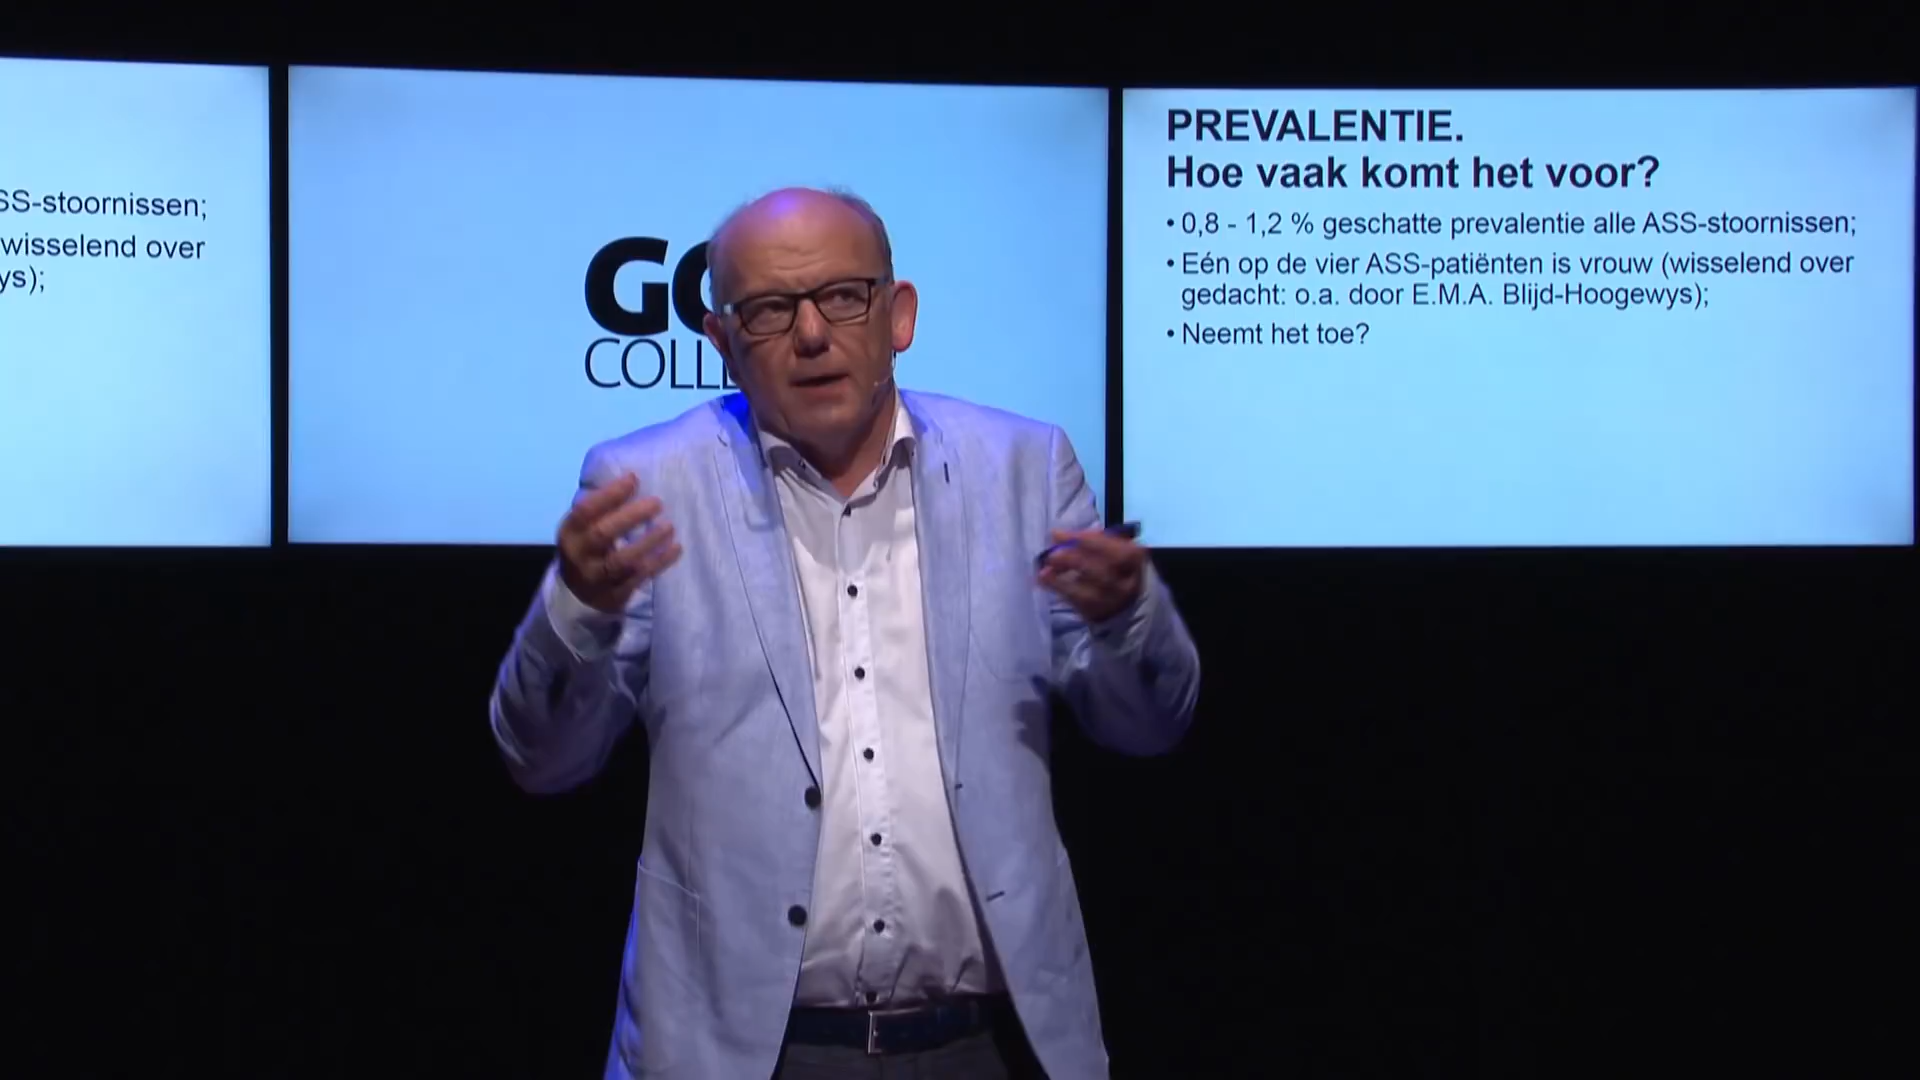 SS-stoornissen;
wisselend over
ys);
GO
COLL
PREVALENTIE.
Hoe vaak komt het voor?
• 0,8 - 1,2 % geschatte prevalentie alle ASS-stoornissen;
• Eén op de vier ASS-patiënten is vrouw (wisselend over
gedacht: o.a. door E.M.A. Blijd-Hoogewys);
• Neemt het toe?